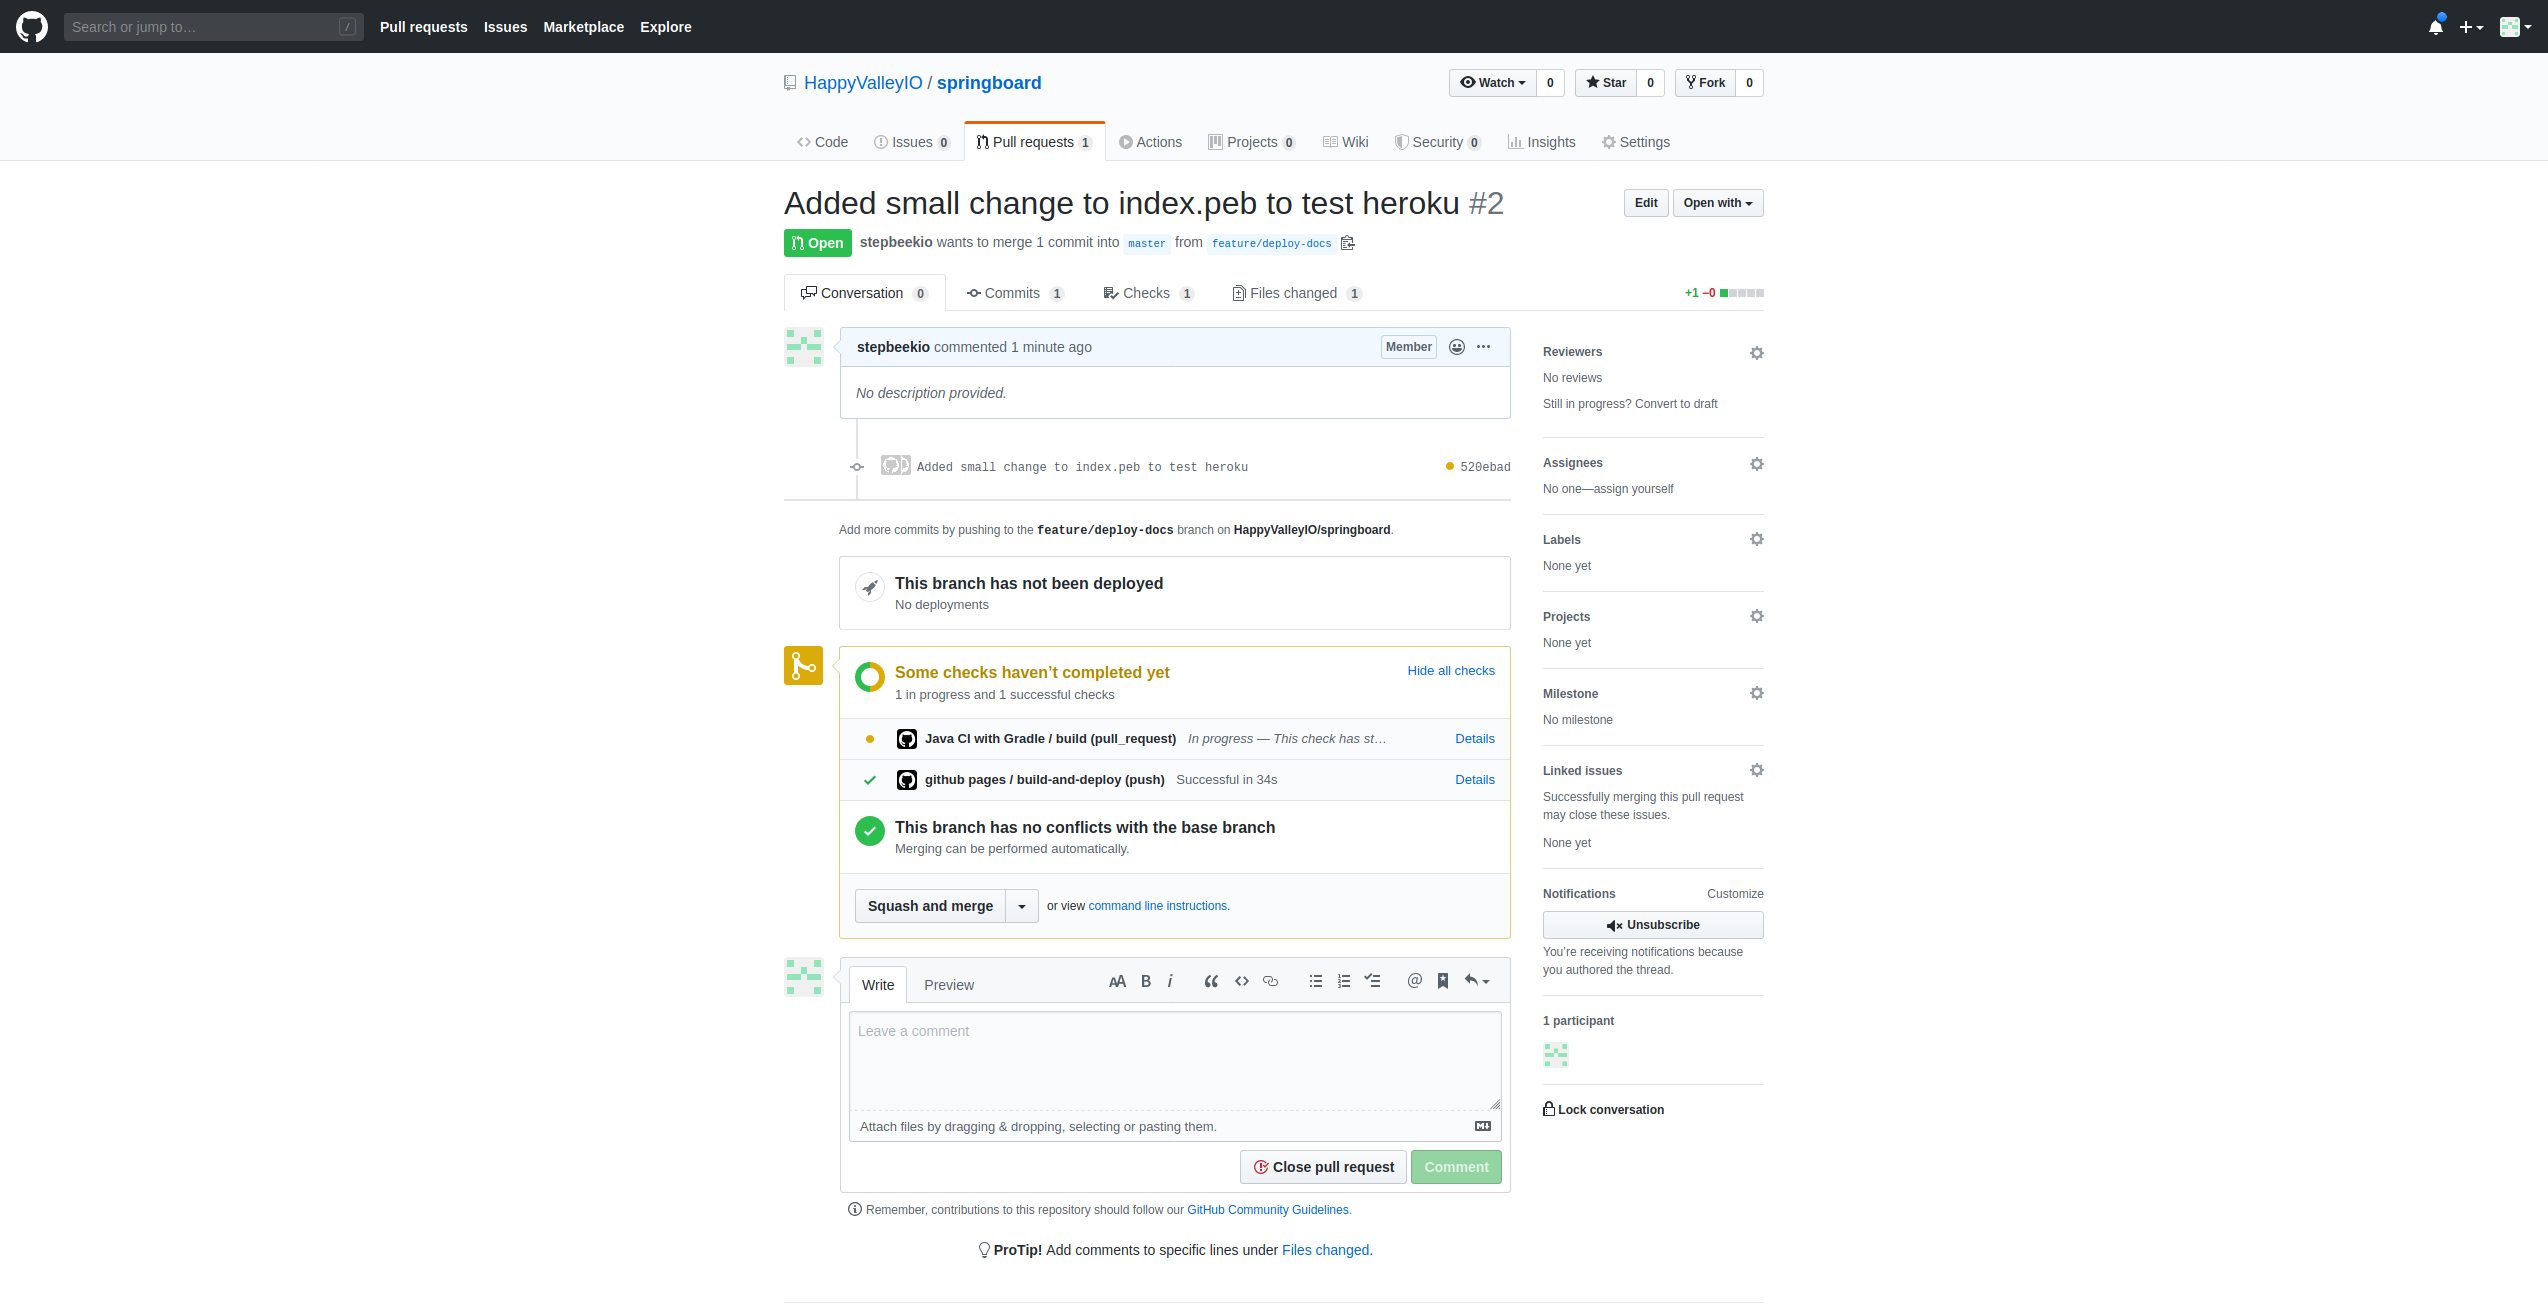 Search or jump to… /
Pull requests Issues Marketplace Explore
HappyValleyIO / springboard
Watch 0 Star 0 Fork 0
Code Issues 0 Pull requests 1 Actions Projects 0 Wiki Security 0 Insights Settings
Added small change to index.peb to test heroku #2
Edit Open with
Open stepbeekio wants to merge 1 commit into master from feature/deploy-docs
Conversation 0 Commits 1 Checks 1 Files changed 1
+1 −0
stepbeekio commented 1 minute ago
Member
No description provided.
Added small change to index.peb to test heroku
520ebad
Add more commits by pushing to the feature/deploy-docs branch on HappyValleyIO/springboard.
This branch has not been deployed
No deployments
Some checks haven’t completed yet
Hide all checks
1 in progress and 1 successful checks
Java CI with Gradle / build (pull_request) In progress — This check has st…
Details
github pages / build-and-deploy (push) Successful in 34s
Details
This branch has no conflicts with the base branch
Merging can be performed automatically.
Squash and merge
or view command line instructions.
Write Preview
AA B i @
Leave a comment
Attach files by dragging & dropping, selecting or pasting them.
Close pull request Comment
Remember, contributions to this repository should follow our GitHub Community Guidelines.
ProTip! Add comments to specific lines under Files changed.
Reviewers
No reviews
Still in progress? Convert to draft
Assignees
No one—assign yourself
Labels
None yet
Projects
None yet
Milestone
No milestone
Linked issues
Successfully merging this pull request
may close these issues.
None yet
Notifications Customize
Unsubscribe
You’re receiving notifications because
you authored the thread.
1 participant
Lock conversation